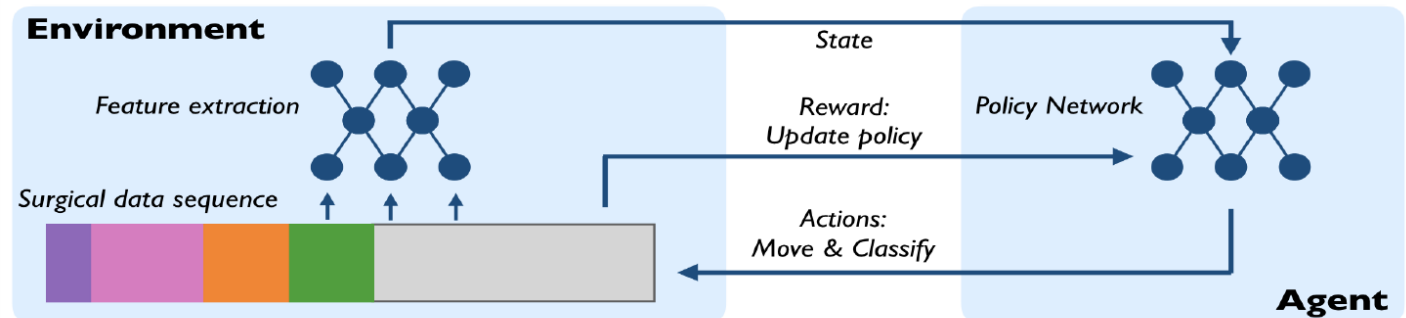 Environment
State
Feature extraction
Reward:
Update policy
Policy Network
Surgical data sequence
Actions:
Move & Classify
Agent